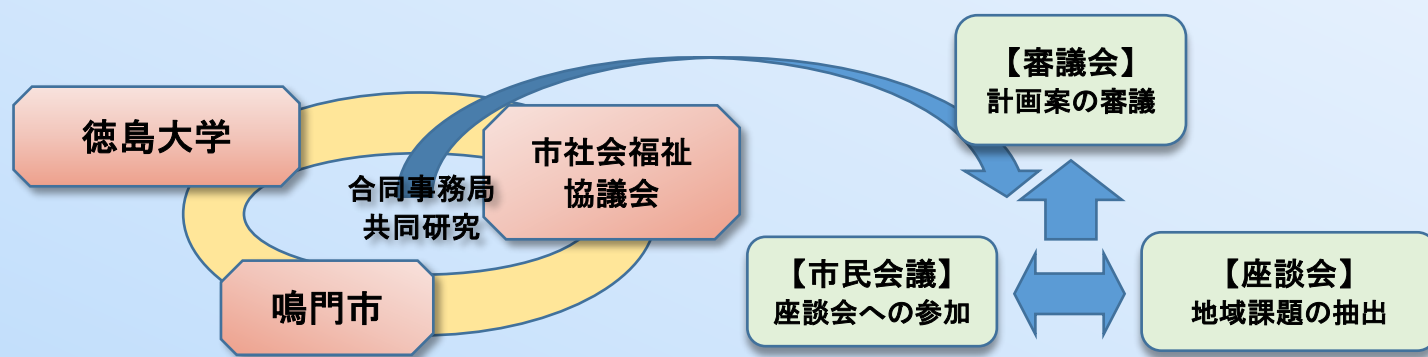 徳島大学
市社会福祉
協議会
合同事務局
共同研究
鳴門市
【審議会】
計画案の審議
【市民会議】
座談会への参加
【座談会】
地域課題の抽出